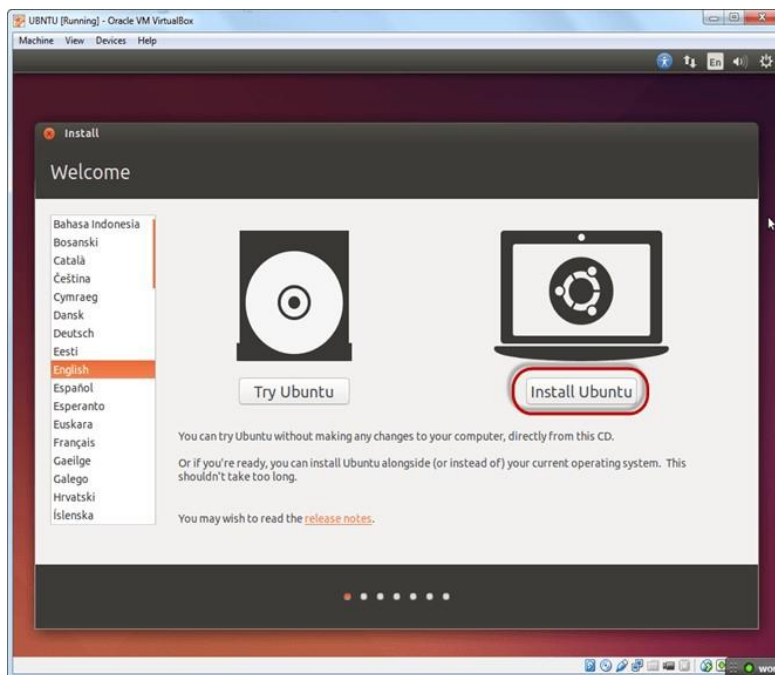 UBNTU [Running] - Oracle VM VirtualBox
Machine View Devices Help
En
Install
Welcome
Bahasa Indonesia
Bosanski
Català
Čeština
Cymraeg
Dansk
Deutsch
Eesti
English
Español
Esperanto
Euskara
Français
Gaeilge
Galego
Hrvatski
Íslenska
Try Ubuntu
Install Ubuntu
You can try Ubuntu without making any changes to your computer, directly from this CD.
Or if you're ready, you can install Ubuntu alongside (or instead of) your current operating system. This
shouldn't take too long.
You may wish to read the release notes.